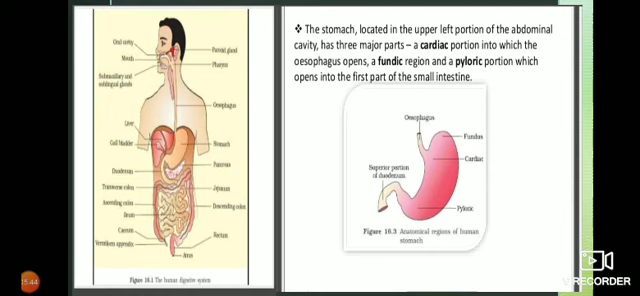 Oral cavity
Mouth
Submaxillary and
sublingual glands
Parotid gland
Pharynx
Oesophagus
Liver
Gall bladder
Stomach
Pancreas
Duodenum
Transverse colon
Jejunum
Ascending colon
Descending colon
Ileum
Caecum
Vermiform appendix
Rectum
Anus
Figure 16.1 The human digestive system
❖ The stomach, located in the upper left portion of the abdominal
cavity, has three major parts – a cardiac portion into which the
oesophagus opens, a fundic region and a pyloric portion which
opens into the first part of the small intestine.
Oesophagus
Fundus
Cardiac
Superior portion
of duodenum
Pyloric
Figure 16.3 Anatomical regions of human
stomach
15:44
RECORDER